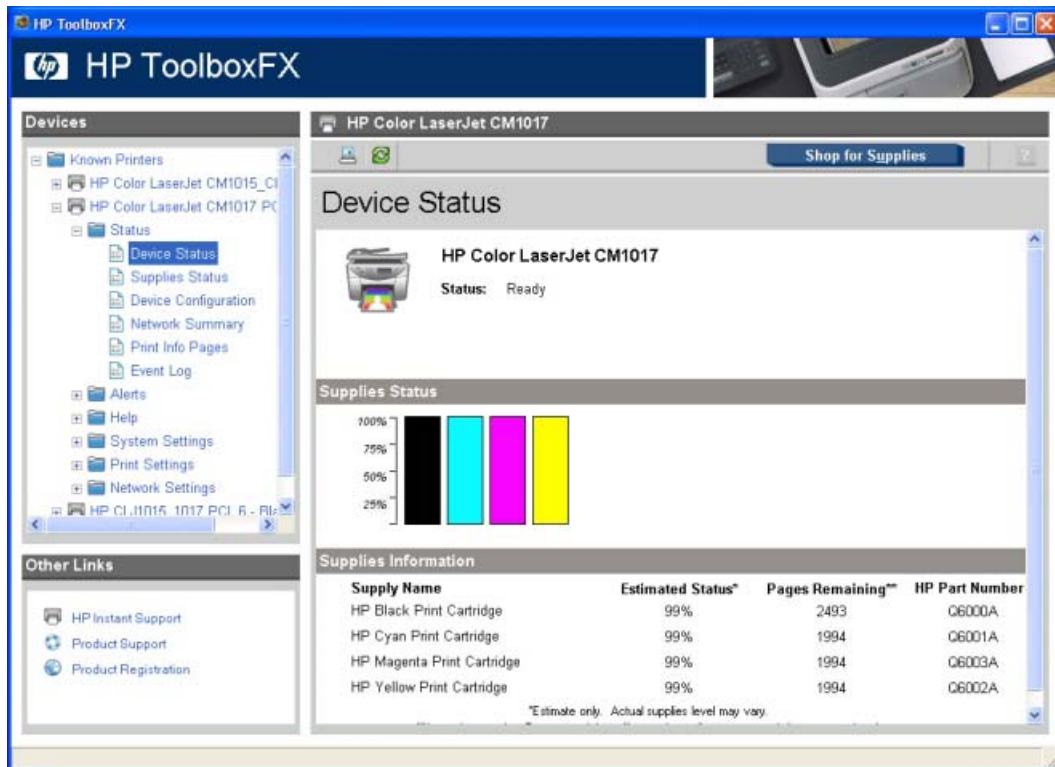 HP ToolboxFX
hp HP ToolboxFX
Devices
Known Printers
HP Color LaserJet CM1015_Cl
HP Color LaserJet CM1017 PC
Status
Device Status
Supplies Status
Device Configuration
Network Summary
Print Info Pages
Event Log
Alerts
Help
System Settings
Print Settings
Network Settings
HP CLJ1015_1017 PCL 6 - Bla
Other Links
HP Instant Support
Product Support
Product Registration
HP Color LaserJet CM1017
Shop for Supplies
Device Status
HP Color LaserJet CM1017
Status: Ready
Supplies Status
100%
75%
50%
25%
Supplies Information
Supply Name Estimated Status* Pages Remaining** HP Part Number
HP Black Print Cartridge 99% 2493 Q6000A
HP Cyan Print Cartridge 99% 1994 Q6001A
HP Magenta Print Cartridge 99% 1994 Q6003A
HP Yellow Print Cartridge 99% 1994 Q6002A
*Estimate only. Actual supplies level may vary.